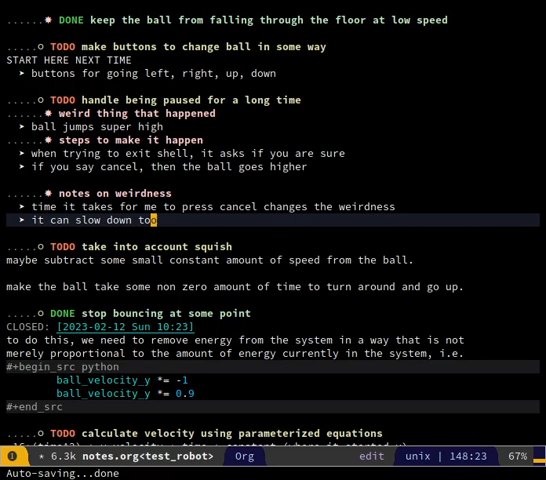 ......✸ DONE keep the ball from falling through the floor at low speed
.....○ TODO make buttons to change ball in some way
START HERE NEXT TIME
➤ buttons for going left, right, up, down
.....○ TODO handle being paused for a long time
......✸ weird thing that happened
➤ ball jumps super high
......✸ steps to make it happen
➤ when trying to exit shell, it asks if you are sure
➤ if you say cancel, then the ball goes higher
......✸ notes on weirdness
➤ time it takes for me to press cancel changes the weirdness
➤ it can slow down too
.....○ TODO take into account squish
maybe subtract some small constant amount of speed from the ball.
make the ball take some non zero amount of time to turn around and go up.
.....○ DONE stop bouncing at some point
CLOSED: [2023-02-12 Sun 10:23]
to do this, we need to remove energy from the system in a way that is not
merely proportional to the amount of energy currently in the system, i.e.
#+begin_src python
ball_velocity_y *= -1
ball_velocity_y *= 0.9
#+end_src
.....○ TODO calculate velocity using parameterized equations
❶ * 6.3k notes.org<test_robot> Org edit unix | 148:23 67%
Auto-saving...done